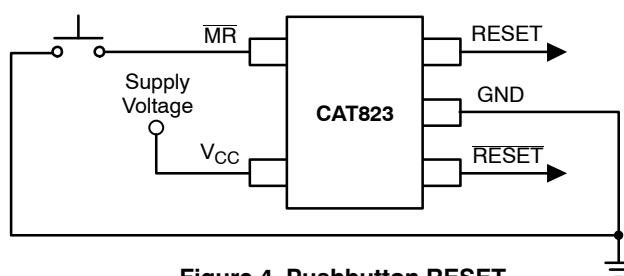 MR
RESET
Supply
Voltage
CAT823
GND
VCC
RESET
Figure 4. Pushbutton RESET